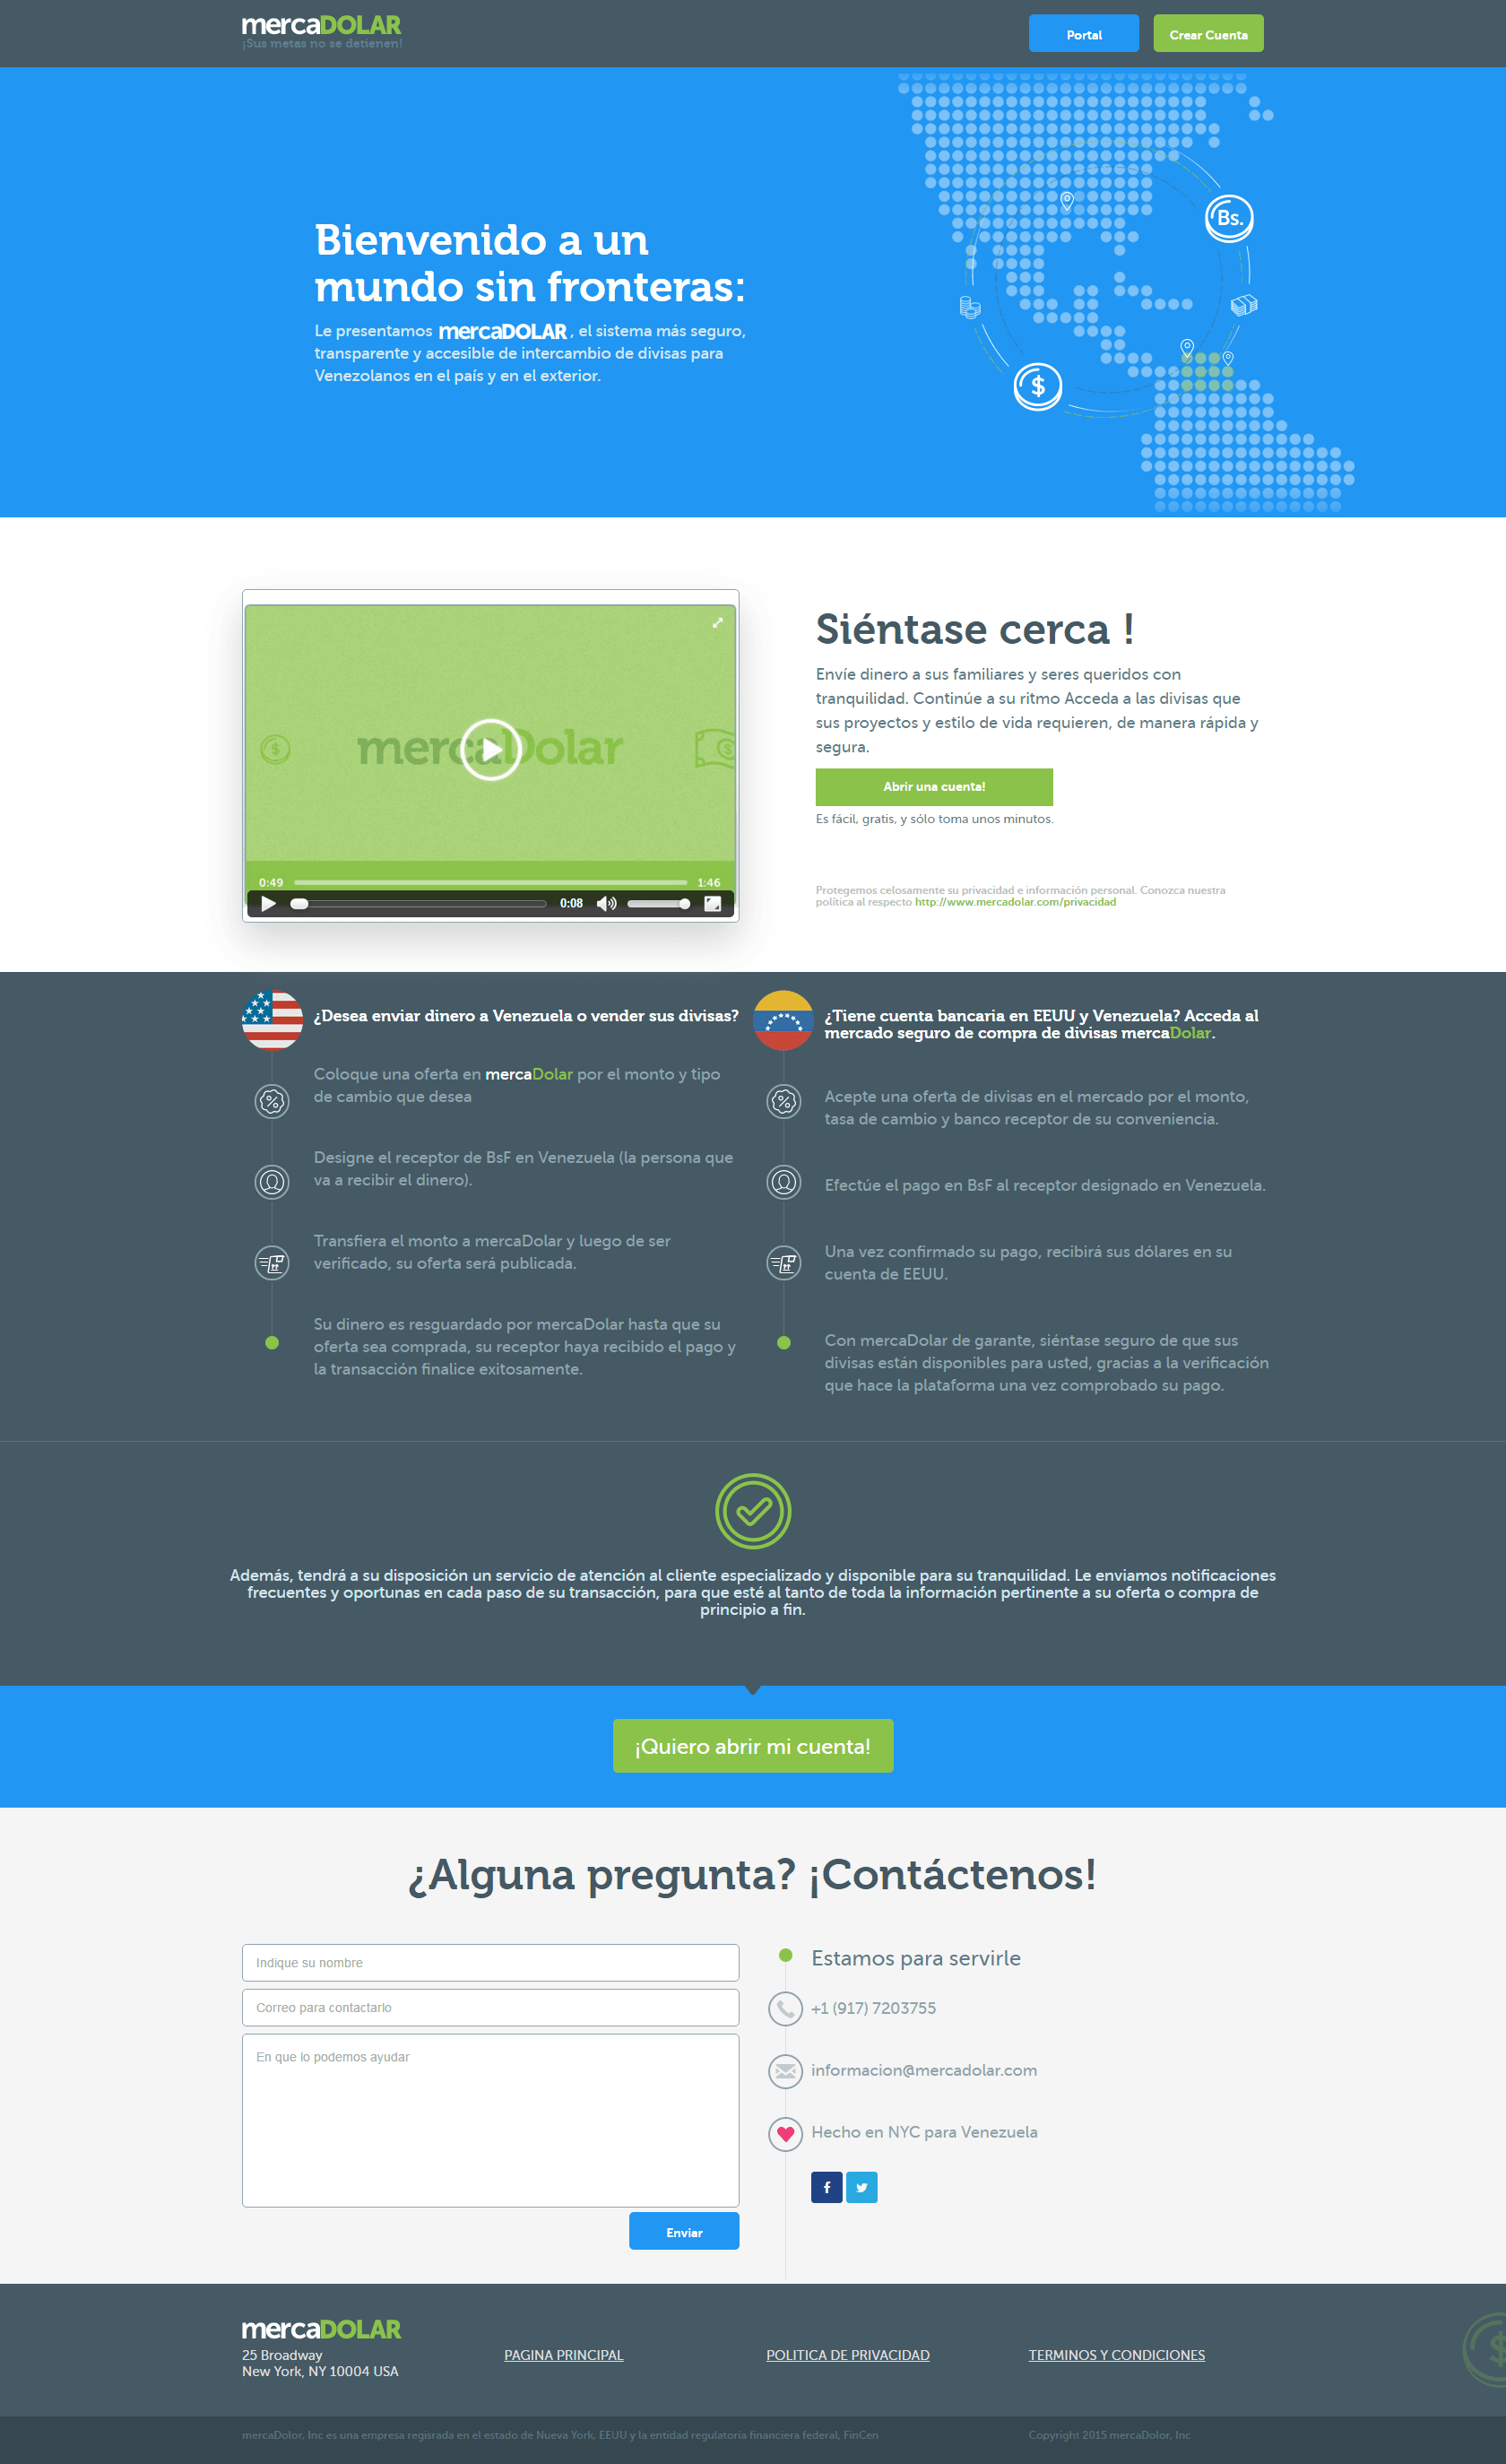 mercaDOLAR
¡Sus metas no se detienen!
Portal
Crear Cuenta
Bienvenido a un
mundo sin fronteras:
Le presentamos mercaDOLAR, el sistema más seguro,
transparente y accesible de intercambio de divisas para
Venezolanos en el país y en el exterior.
Bs.
$
mercaDolar
$
$
0:49
1:46
0:08
Siéntase cerca !
Envíe dinero a sus familiares y seres queridos con
tranquilidad. Continúe a su ritmo Acceda a las divisas que
sus proyectos y estilo de vida requieren, de manera rápida y
segura.
Abrir una cuenta!
Es fácil, gratis, y sólo toma unos minutos.
Protegemos celosamente su privacidad e información personal. Conozca nuestra
política al respecto http://www.mercadolar.com/privacidad
¿Desea enviar dinero a Venezuela o vender sus divisas?
Coloque una oferta en mercaDolar por el monto y tipo
de cambio que desea
Designe el receptor de BsF en Venezuela (la persona que
va a recibir el dinero).
Transfiera el monto a mercaDolar y luego de ser
verificado, su oferta será publicada.
Su dinero es resguardado por mercaDolar hasta que su
oferta sea comprada, su receptor haya recibido el pago y
la transacción finalice exitosamente.
¿Tiene cuenta bancaria en EEUU y Venezuela? Acceda al
mercado seguro de compra de divisas mercaDolar.
Acepte una oferta de divisas en el mercado por el monto,
tasa de cambio y banco receptor de su conveniencia.
Efectúe el pago en BsF al receptor designado en Venezuela.
Una vez confirmado su pago, recibirá sus dólares en su
cuenta de EEUU.
Con mercaDolar de garante, siéntase seguro de que sus
divisas están disponibles para usted, gracias a la verificación
que hace la plataforma una vez comprobado su pago.
Además, tendrá a su disposición un servicio de atención al cliente especializado y disponible para su tranquilidad. Le enviamos notificaciones
frecuentes y oportunas en cada paso de su transacción, para que esté al tanto de toda la información pertinente a su oferta o compra de
principio a fin.
¡Quiero abrir mi cuenta!
¿Alguna pregunta? ¡Contáctenos!
Indique su nombre
Correo para contactarlo
En que lo podemos ayudar
Enviar
Estamos para servirle
+1 (917) 7203755
informacion@mercadolar.com
Hecho en NYC para Venezuela
mercaDOLAR
25 Broadway
New York, NY 10004 USA
PAGINA PRINCIPAL
POLITICA DE PRIVACIDAD
TERMINOS Y CONDICIONES
$
mercaDolor, Inc es una empresa regisrada en el estado de Nueva York, EEUU y la entidad regulatoria financiera federal, FinCen
Copyright 2015 mercaDolor, Inc